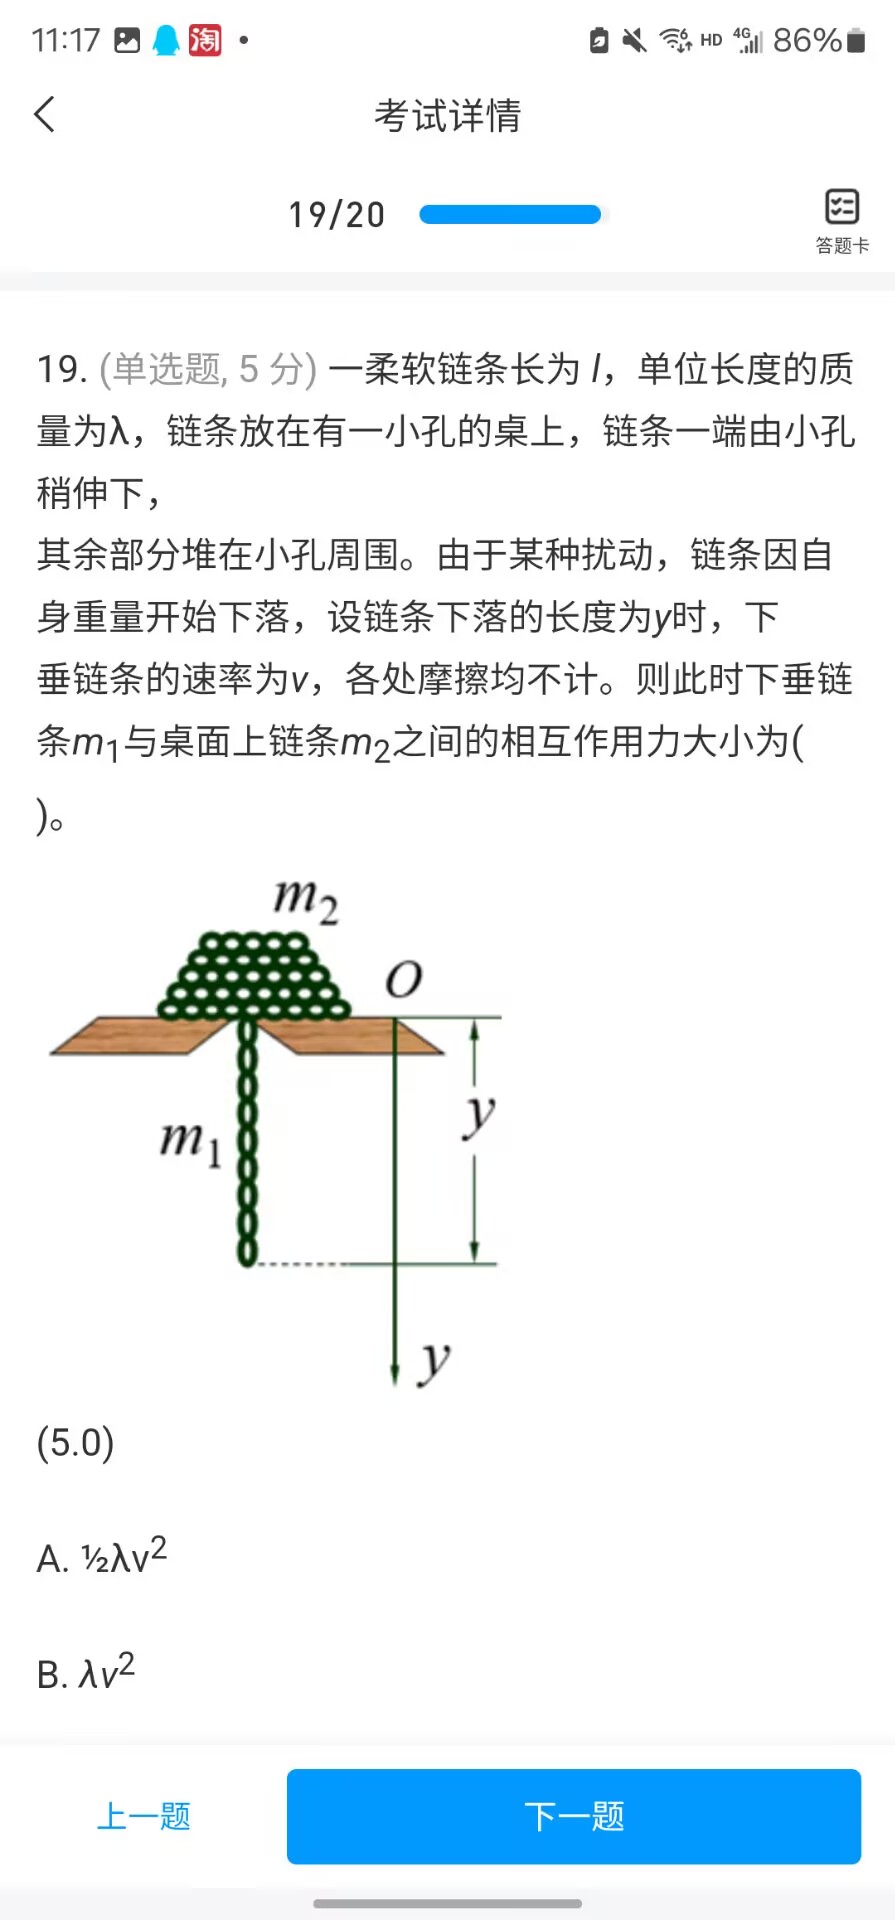 11:17 淘 HD 4G 86%
考试详情
19/20
答题卡
19. (单选题, 5 分) 一柔软链条长为 l，单位长度的质
量为λ，链条放在有一小孔的桌上，链条一端由小孔
稍伸下，
其余部分堆在小孔周围。由于某种扰动，链条因自
身重量开始下落，设链条下落的长度为y时，下
垂链条的速率为v，各处摩擦均不计。则此时下垂链
条m₁与桌面上链条m₂之间的相互作用力大小为(
)。
m₂
O
y
m₁
y
(5.0)
A. ½λv²
B. λv²
上一题 下一题